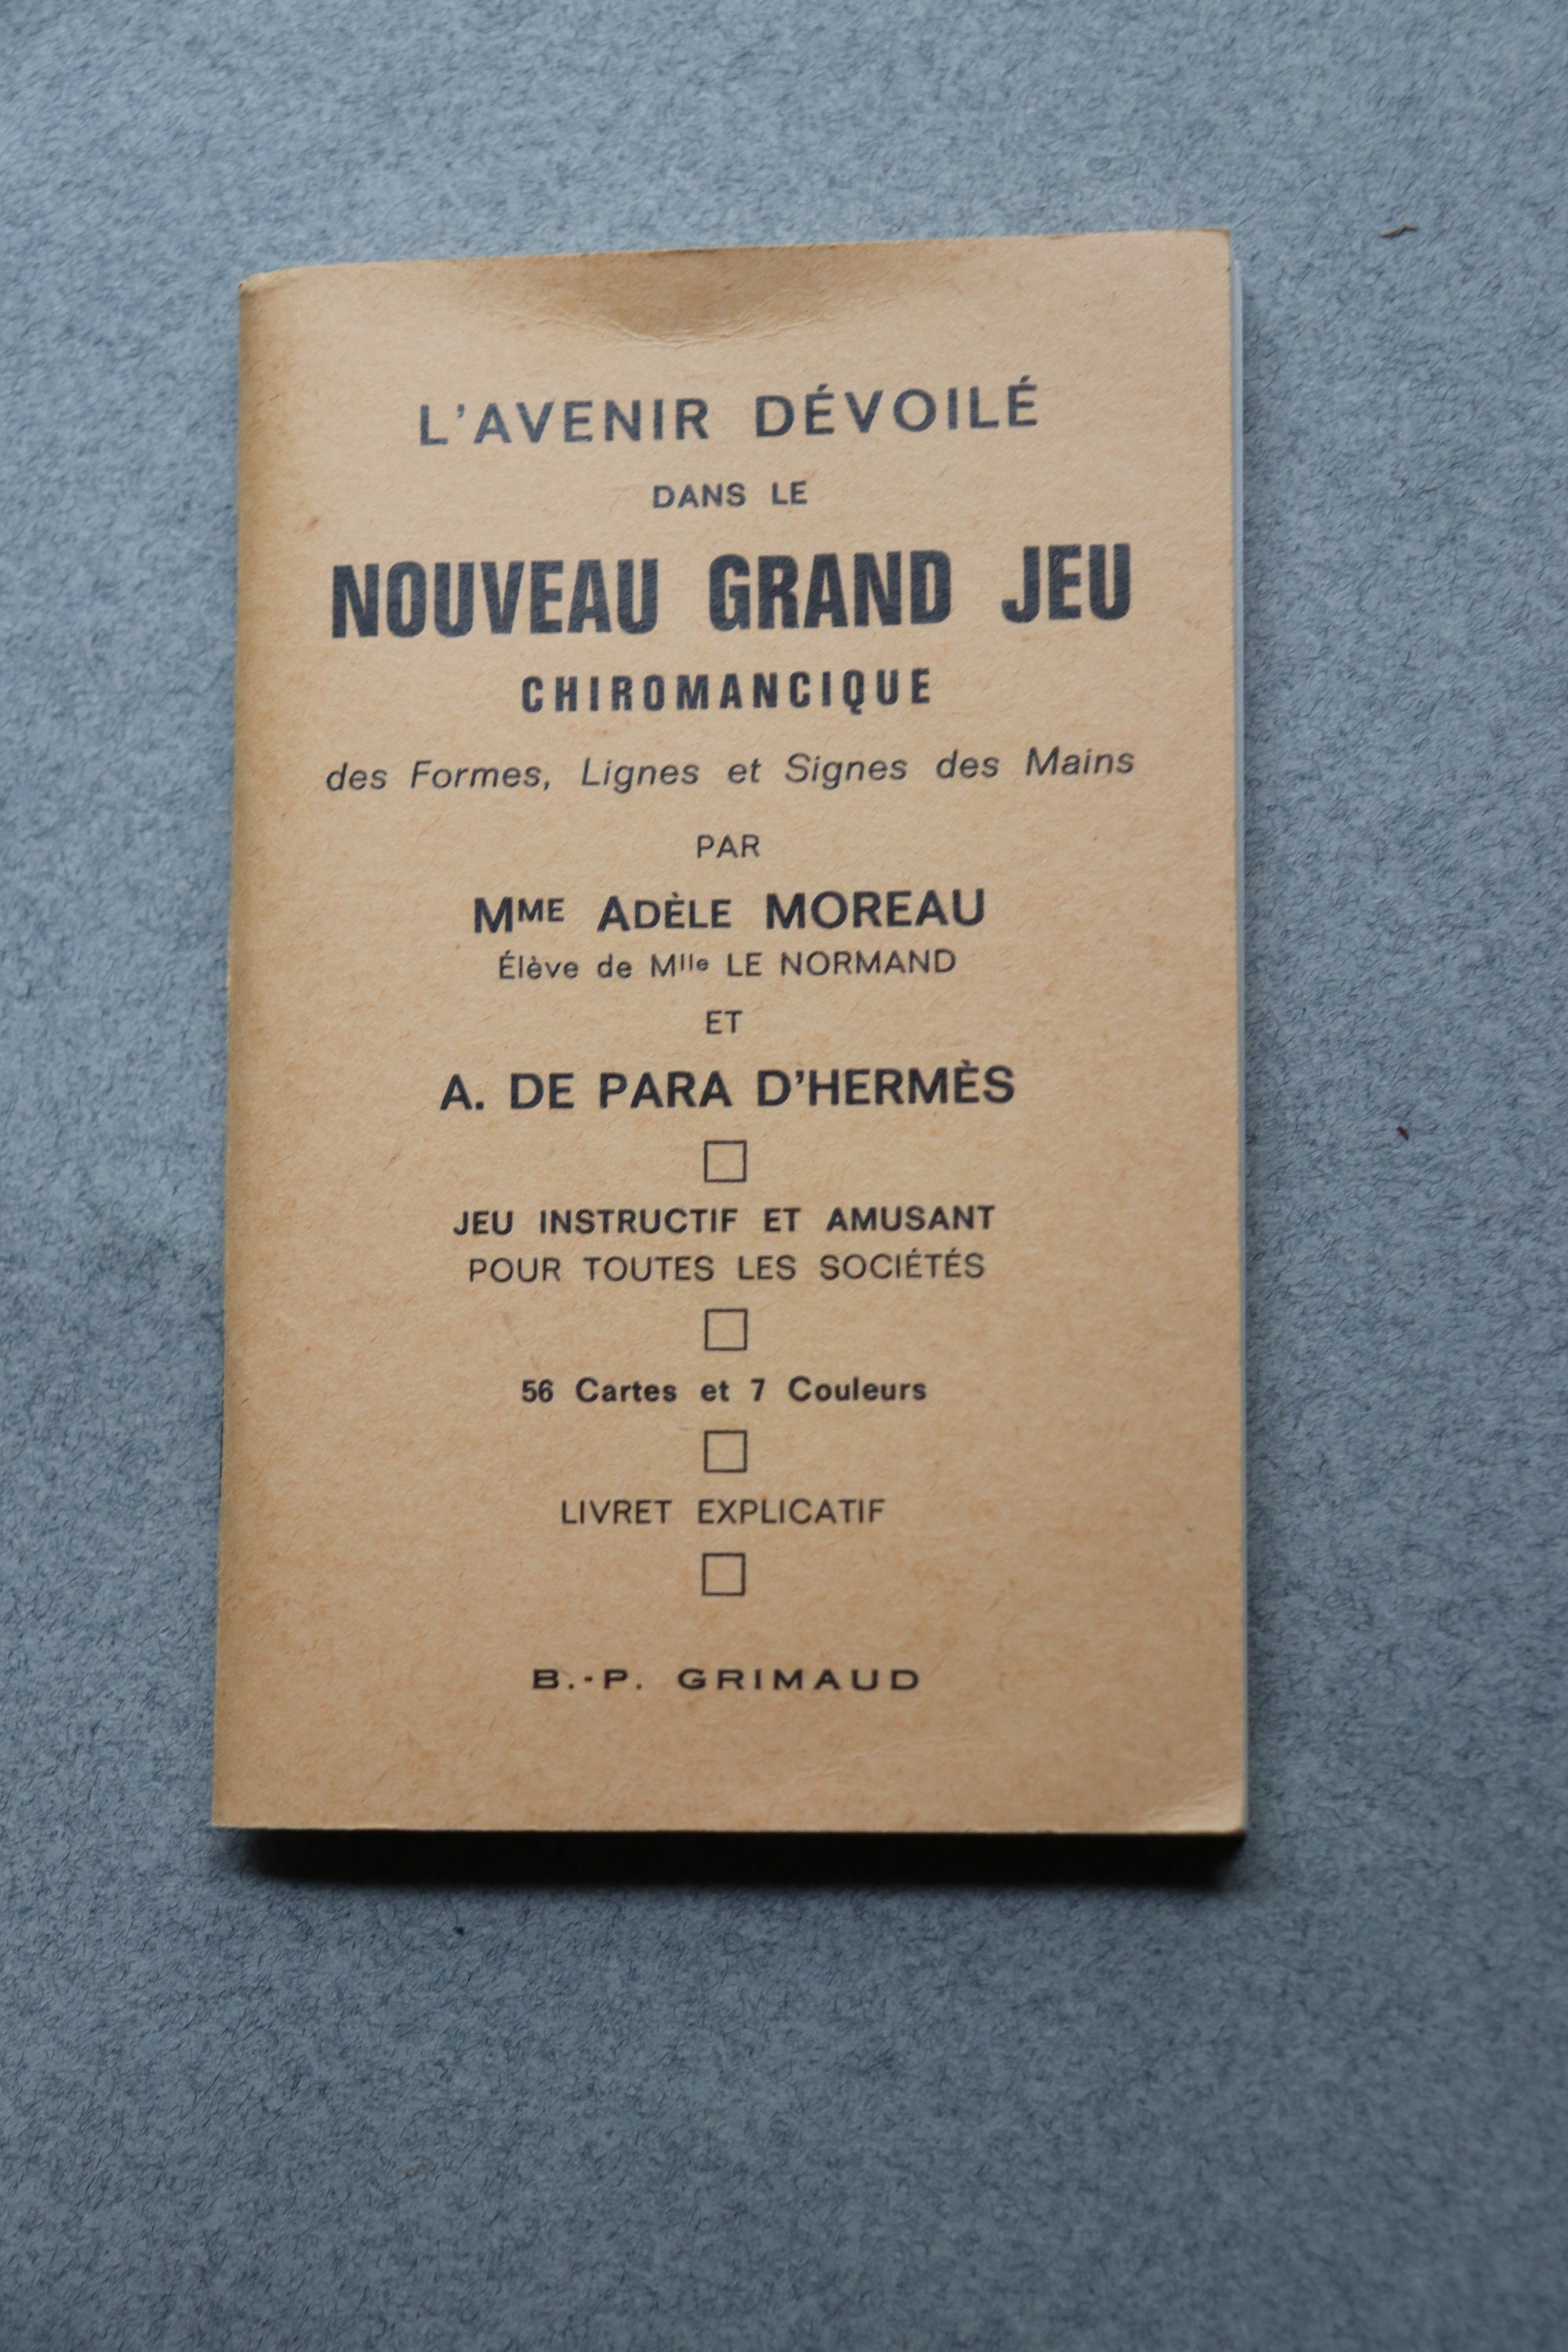 L'AVENIR DÉVOILÉ
DANS LE
NOUVEAU GRAND JEU
CHIROMANCIQUE
des Formes, Lignes et Signes des Mains
PAR
MME ADÈLE MOREAU
Élève de Mlle LE NORMAND
ET
A. DE PARA D'HERMÈS
JEU INSTRUCTIF ET AMUSANT
POUR TOUTES LES SOCIÉTÉS
56 Cartes et 7 Couleurs
LIVRET EXPLICATIF
B.-P. GRIMAUD